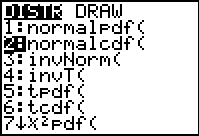 DISTR DRAW
1:normalpdf(
2:normalcdf(
3:invNorm(
4:invT(
5:tpdf(
6:tcdf(
7↓χ²pdf(